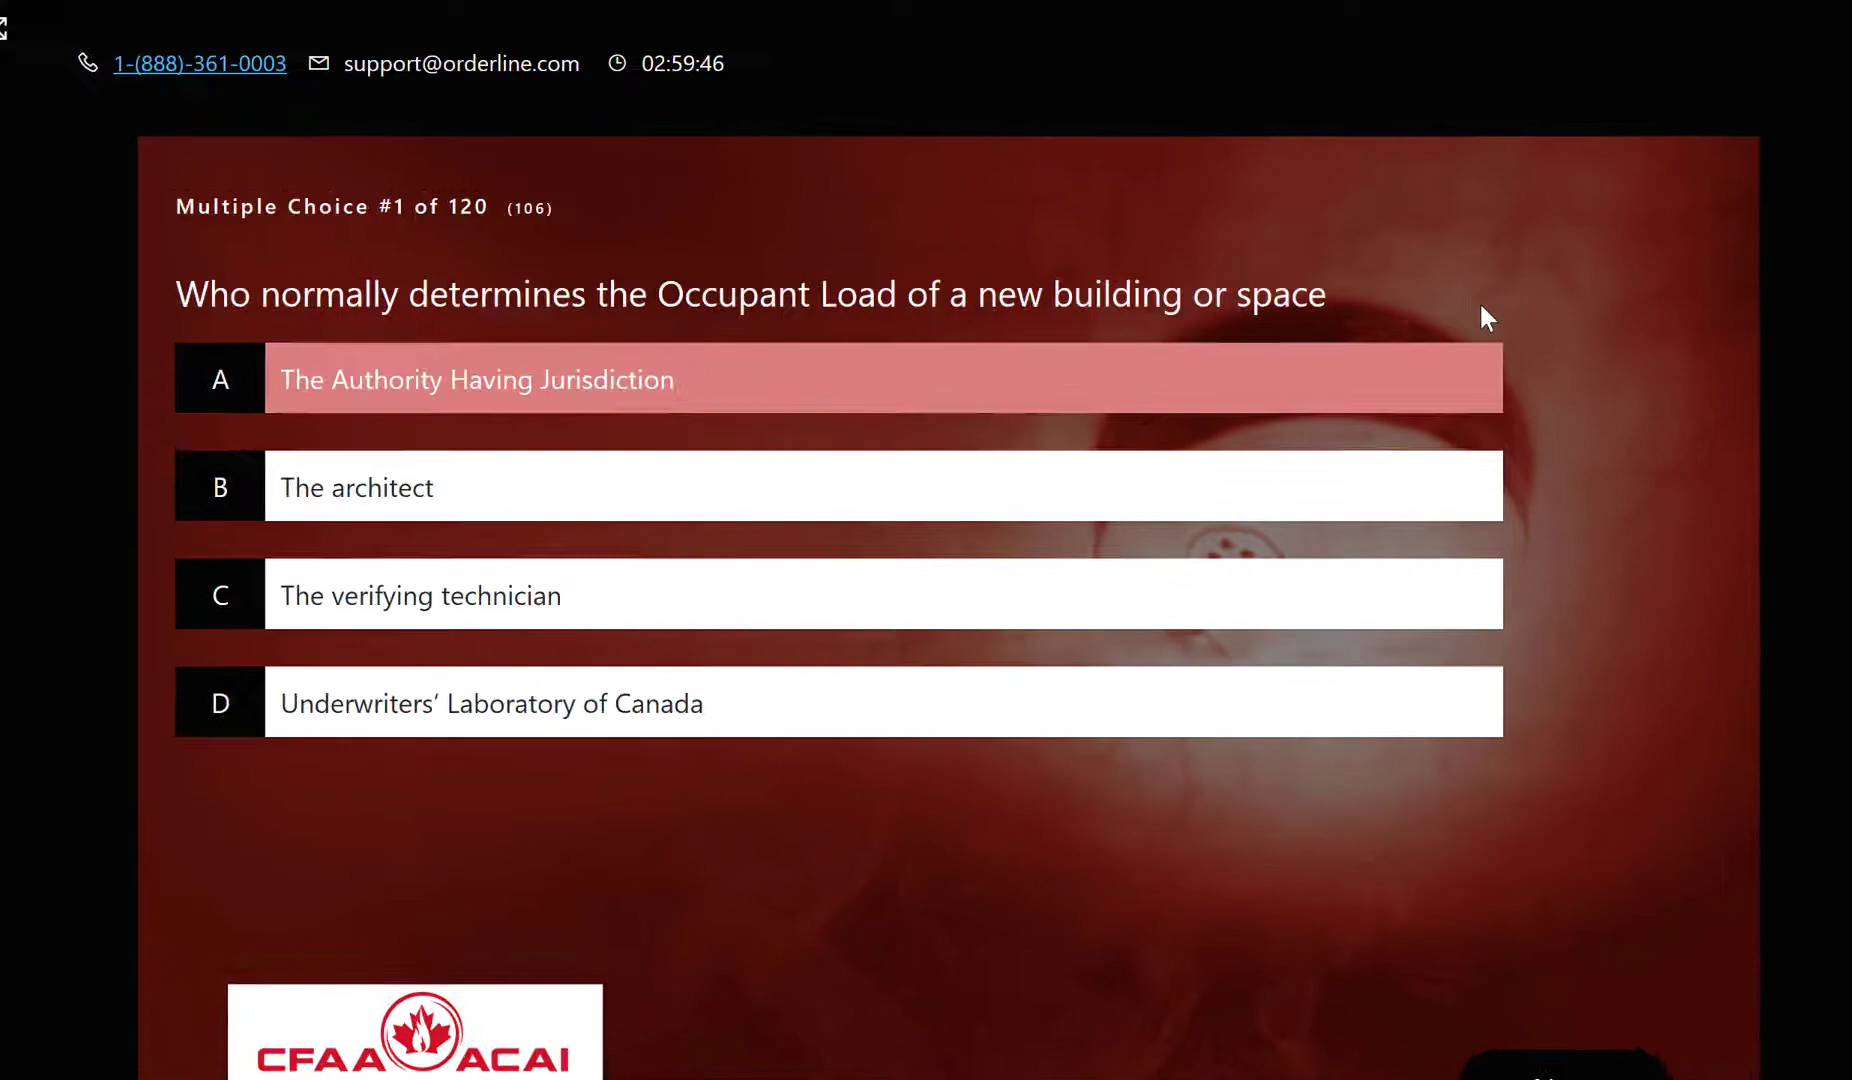 1-(888)-361-0003 support@orderline.com 02:59:46
Multiple Choice #1 of 120 (106)
Who normally determines the Occupant Load of a new building or space
A The Authority Having Jurisdiction
B The architect
C The verifying technician
D Underwriters’ Laboratory of Canada
CFAA ACAI